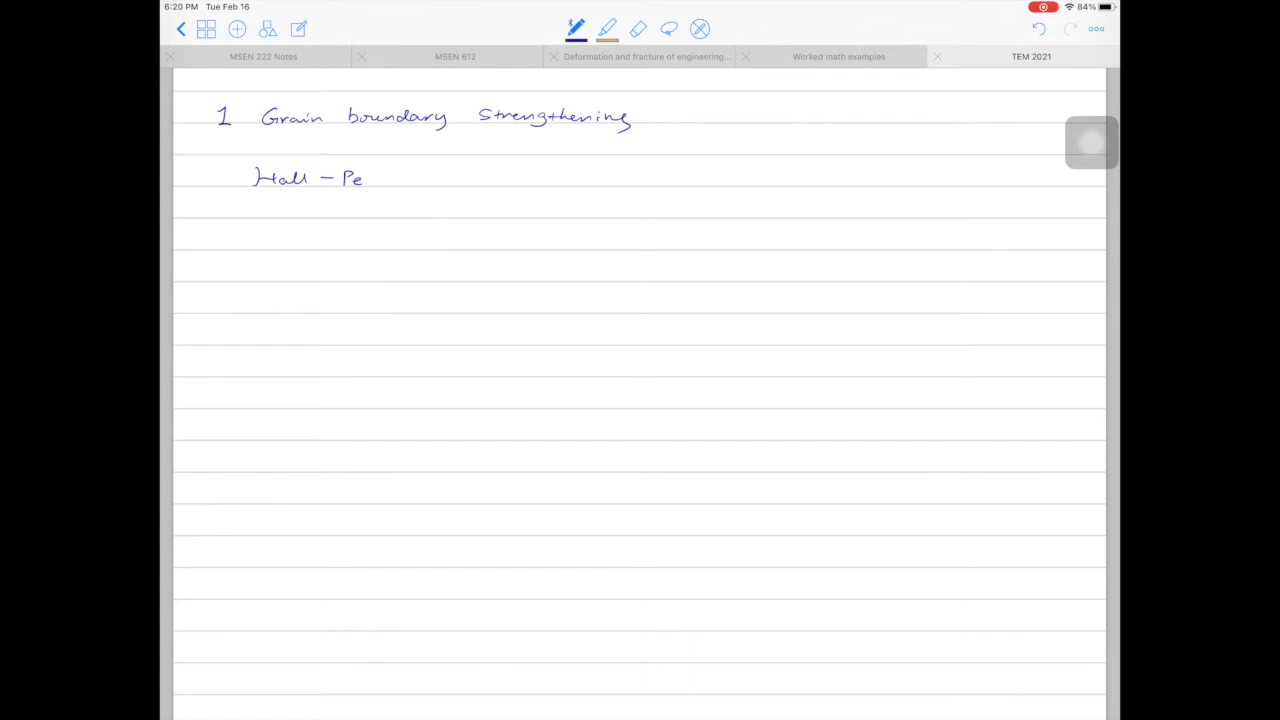 6:20 PM Tue Feb 16
84%
MSEN 222 Notes
MSEN 612
Deformation and fracture of engineering...
Worked math examples
TEM 2021
1 Grain boundary strengthening
Hall - Pe